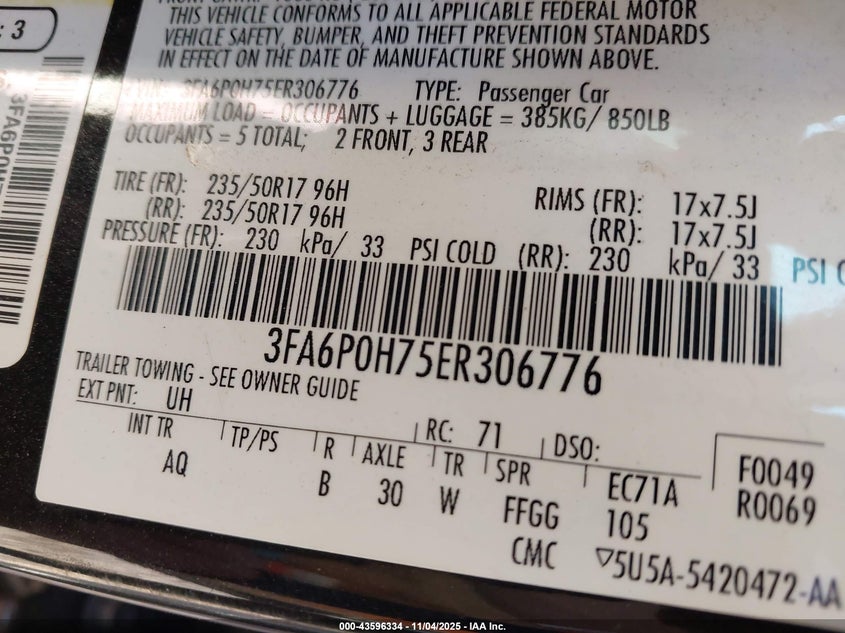 THIS VEHICLE CONFORMS TO ALL APPLICABLE FEDERAL MOTOR
VEHICLE SAFETY, BUMPER, AND THEFT PREVENTION STANDARDS
IN EFFECT ON THE DATE OF MANUFACTURE SHOWN ABOVE.
: 3
VIN: 3FA6P0H75ER306776 TYPE: Passenger Car
MAXIMUM LOAD = OCCUPANTS + LUGGAGE = 385KG/ 850LB
OCCUPANTS = 5 TOTAL; 2 FRONT, 3 REAR
TIRE (FR): 235/50R17 96H RIMS (FR): 17x7.5J
(RR): 235/50R17 96H (RR): 17x7.5J
PRESSURE (FR): 230 kPa/ 33 PSI COLD (RR): 230 kPa/ 33 PSI
3FA6P0H75ER306776
TRAILER TOWING - SEE OWNER GUIDE
EXT PNT: UH RC: 71 DSO:
INT TR TP/PS R AXLE TR SPR EC71A F0049
AQ B 30 W FFGG 105 R0069
CMC ▽5U5A-5420472-AA
000-43596334 - 11/04/2025 - IAA Inc.